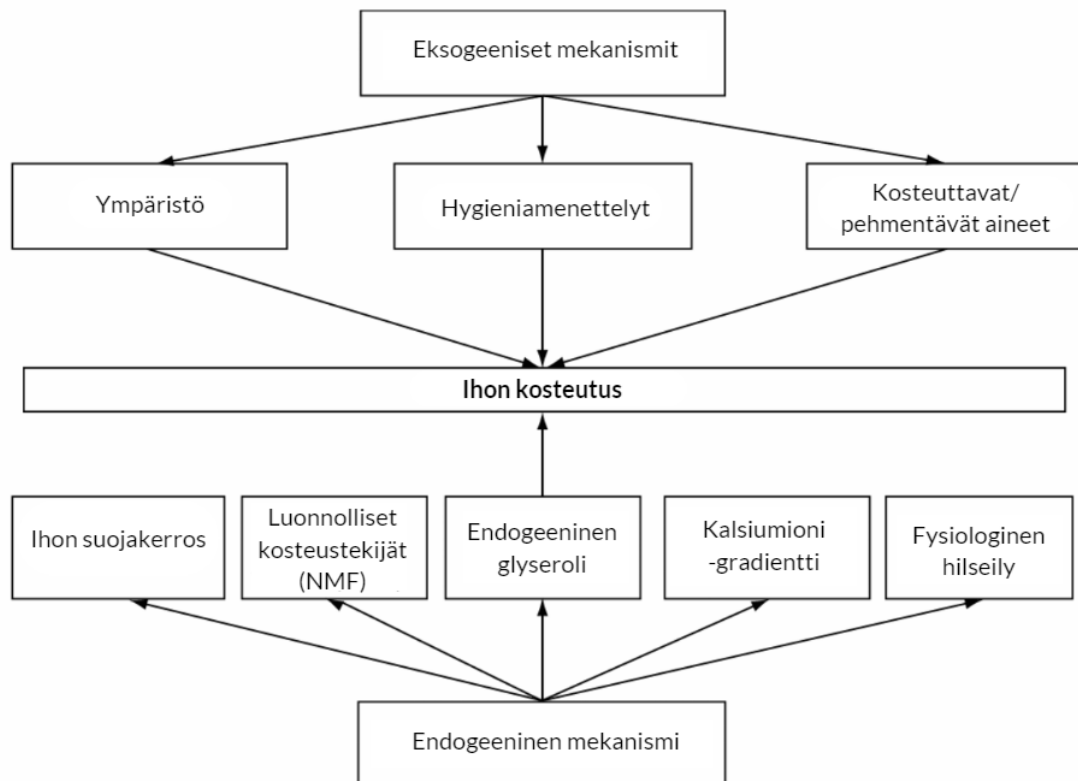 Eksogeeniset mekanismit
Ympäristö
Hygieniamenettelyt
Kosteuttavat/
pehmentävät aineet
Ihon kosteutus
Ihon suojakerros
Luonnolliset
kosteustekijät
(NMF)
Endogeeninen
glyseroli
Kalsiumioni
-gradientti
Fysiologinen
hilseily
Endogeeninen mekanismi